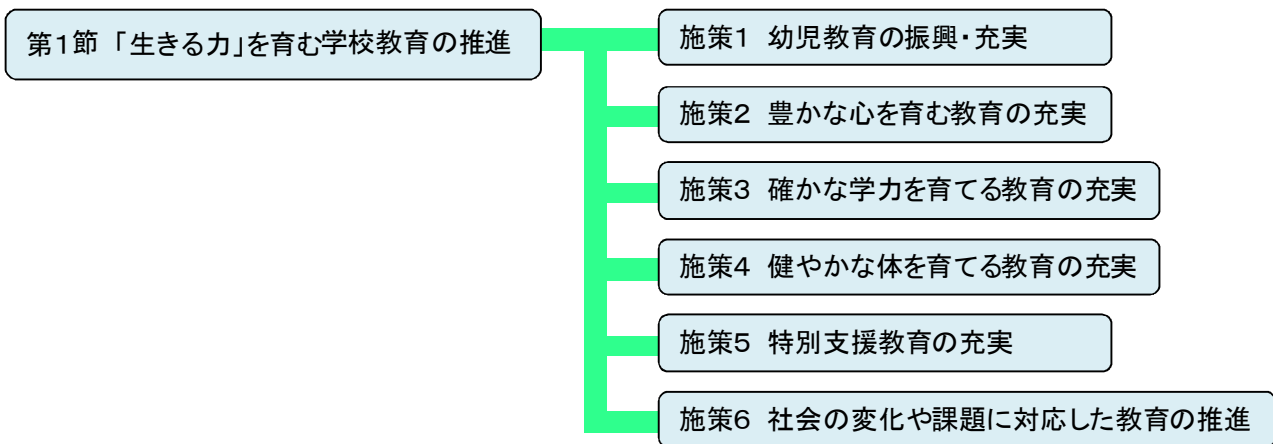 第1節 「生きる力」を育む学校教育の推進
施策1 幼児教育の振興・充実
施策2 豊かな心を育む教育の充実
施策3 確かな学力を育てる教育の充実
施策4 健やかな体を育てる教育の充実
施策5 特別支援教育の充実
施策6 社会の変化や課題に対応した教育の推進